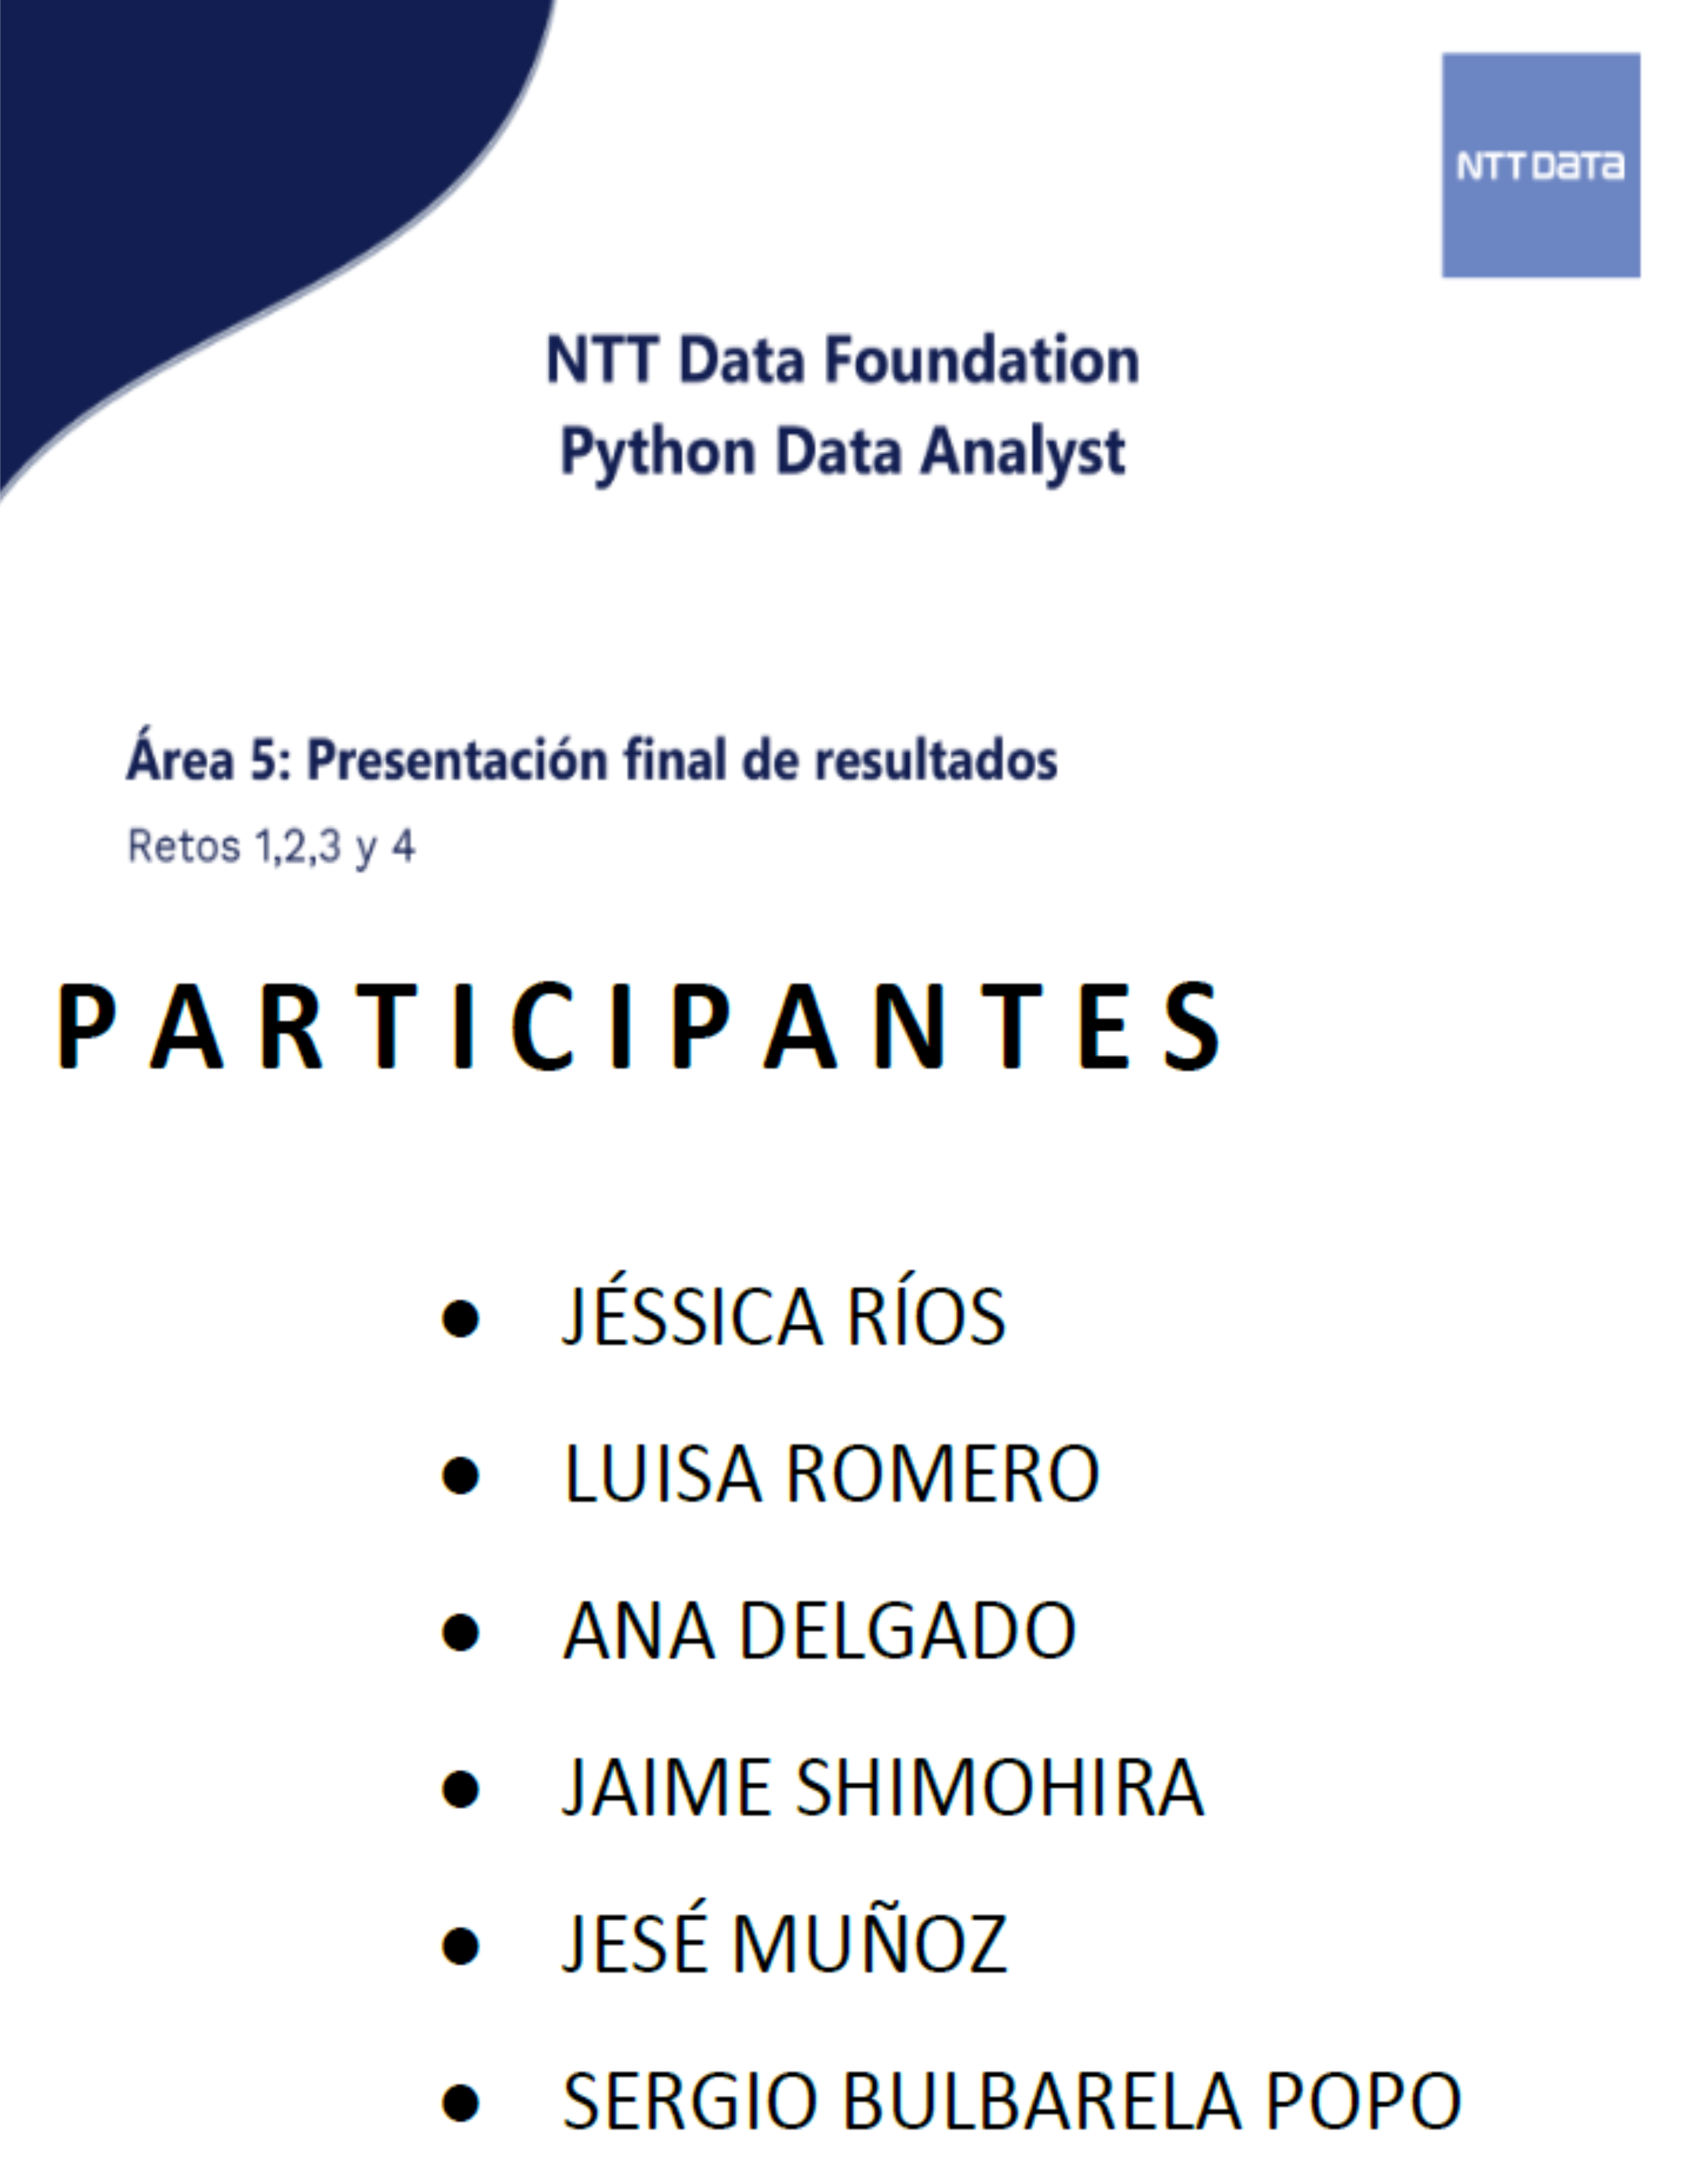 NTT DATA
NTT Data Foundation
Python Data Analyst
Área 5: Presentación final de resultados
Retos 1,2,3 y 4
PARTICIPANTES
● JÉSSICA RÍOS
● LUISA ROMERO
● ANA DELGADO
● JAIME SHIMOHIRA
● JESÉ MUÑOZ
● SERGIO BULBARELA POPO